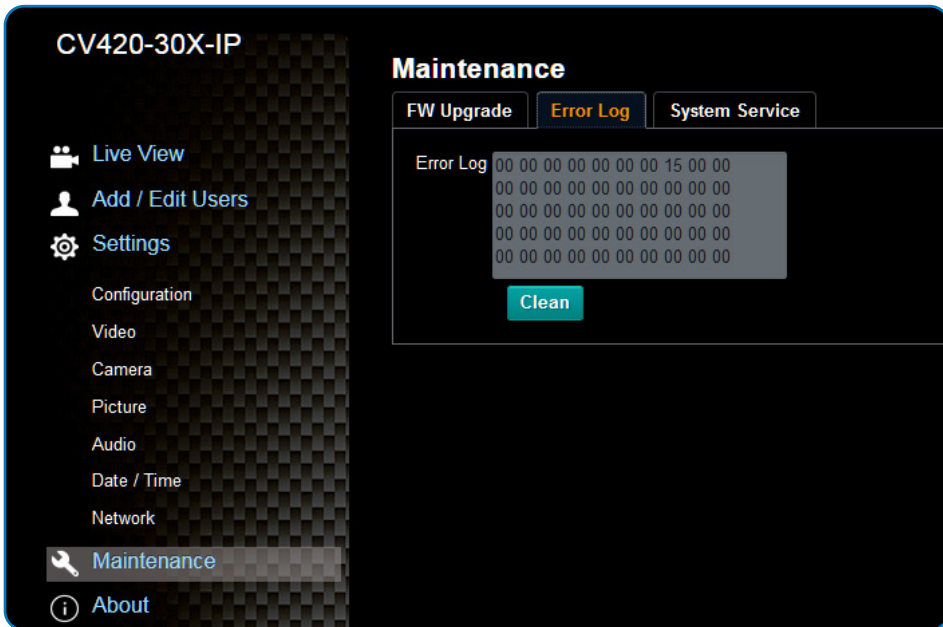 CV420-30X-IP
Live View
Add / Edit Users
Settings
Configuration
Video
Camera
Picture
Audio
Date / Time
Network
Maintenance
About
Maintenance
FW Upgrade
Error Log
System Service
Error Log
00 00 00 00 00 00 00 15 00 00
00 00 00 00 00 00 00 00 00 00
00 00 00 00 00 00 00 00 00 00
00 00 00 00 00 00 00 00 00 00
00 00 00 00 00 00 00 00 00 00
Clean